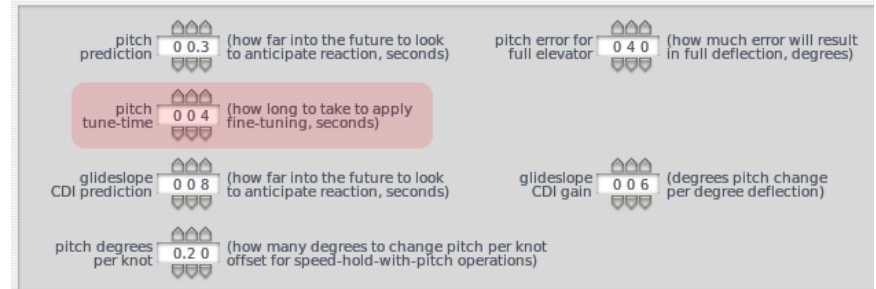 pitch prediction 0 0.3 (how far into the future to look to anticipate reaction, seconds)
pitch error for full elevator 0 4 0 (how much error will result in full deflection, degrees)
pitch tune-time 0 0 4 (how long to take to apply fine-tuning, seconds)
glideslope CDI prediction 0 0 8 (how far into the future to look to anticipate reaction, seconds)
glideslope CDI gain 0 0 6 (degrees pitch change per degree deflection)
pitch degrees per knot 0.2 0 (how many degrees to change pitch per knot offset for speed-hold-with-pitch operations)